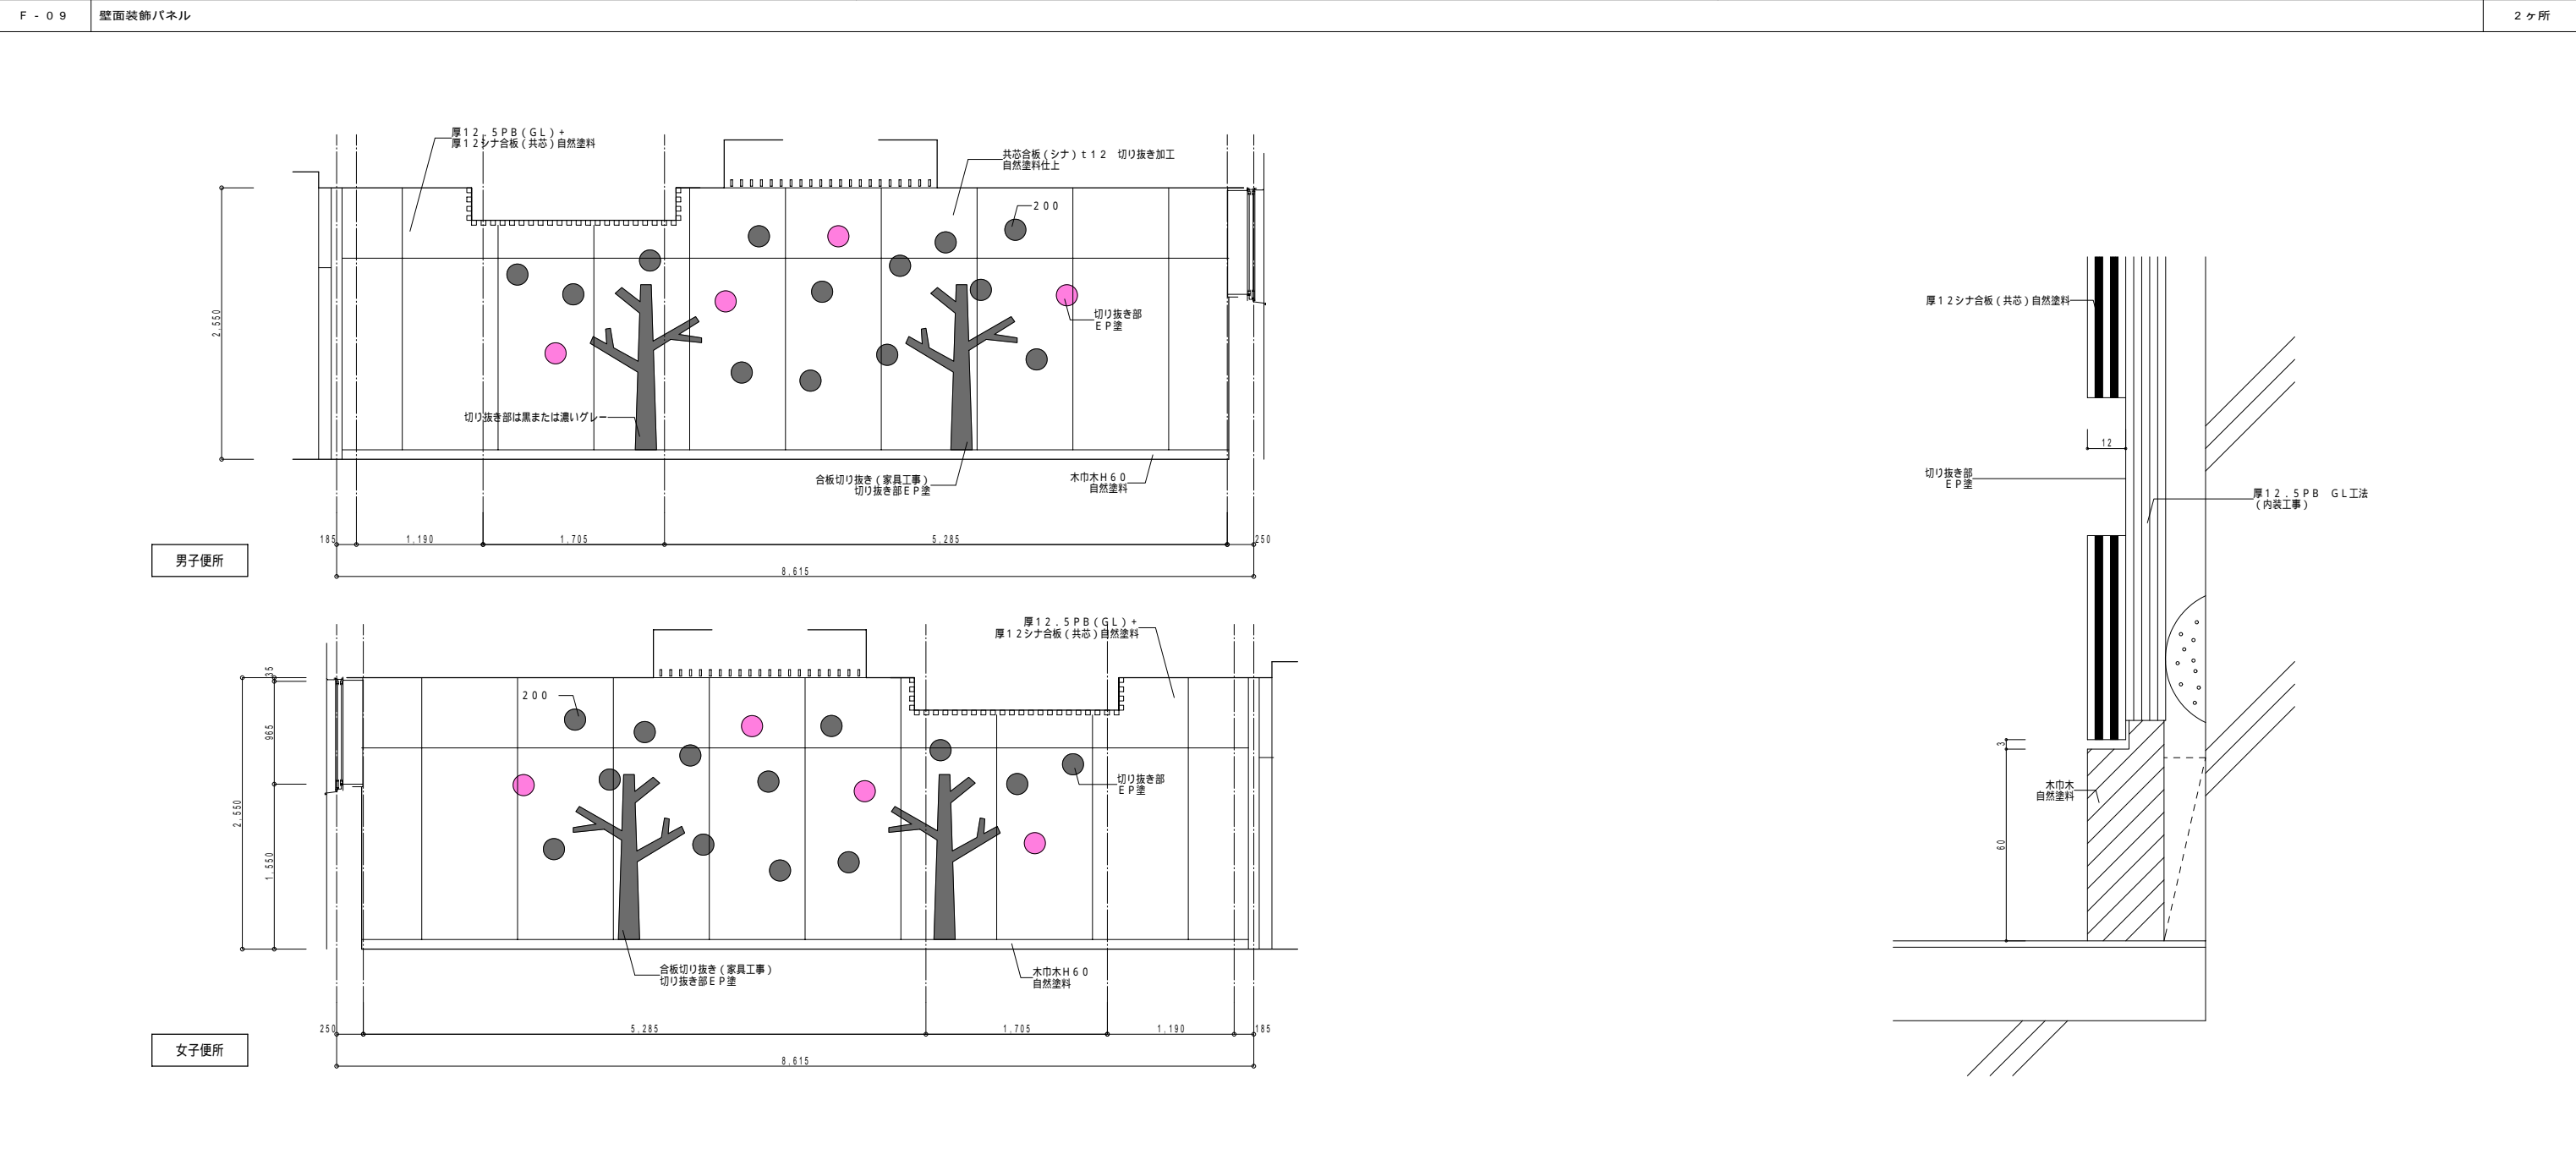 Ｆ-０９
壁面装飾パネル
２ヶ所
厚１２．５ＰＢ（ＧＬ）+
厚１２シナ合板（共芯）自然塗料
共芯合板（シナ）ｔ１２　切り抜き加工
自然塗料仕上
２００
2,550
切り抜き部
ＥＰ塗
切り抜き部は黒または濃いグレー
合板切り抜き（家具工事）
切り抜き部ＥＰ塗
木巾木Ｈ６０
自然塗料
185
1,190
1,705
5,285
250
8,615
男子便所
厚１２．５ＰＢ（ＧＬ）+
厚１２シナ合板（共芯）自然塗料
２００
35
965
2,550
1,550
切り抜き部
ＥＰ塗
合板切り抜き（家具工事）
切り抜き部ＥＰ塗
木巾木Ｈ６０
自然塗料
250
5,285
1,705
1,190
185
8,615
女子便所
厚１２シナ合板（共芯）自然塗料
12
切り抜き部
ＥＰ塗
厚１２．５ＰＢ　ＧＬ工法
（内装工事）
3
木巾木
自然塗料
60